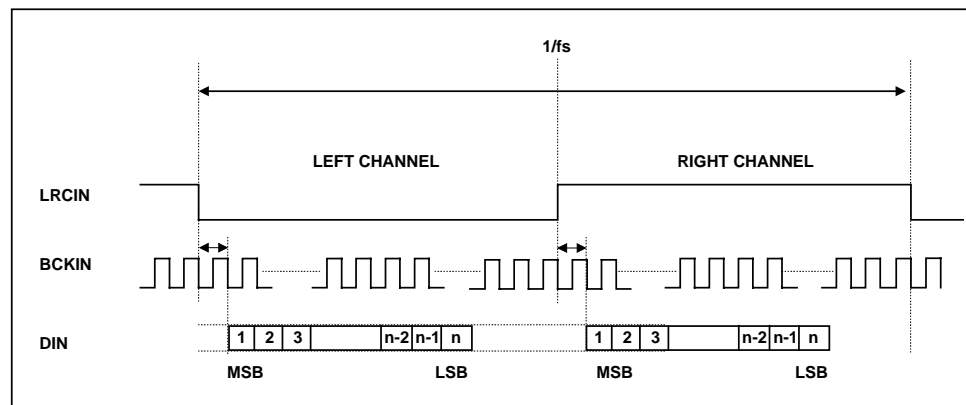 1/fs
LEFT CHANNEL RIGHT CHANNEL
LRCIN
BCKIN
DIN 1 2 3 n-2 n-1 n 1 2 3 n-2 n-1 n
MSB LSB MSB LSB